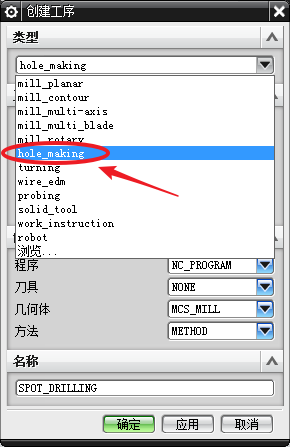 创建工序
类型
hole_making
mill_planar
mill_contour
mill_multi-axis
mill_multi_blade
mill_rotary
hole_making
turning
wire_edm
probing
solid_tool
work_instruction
robot
浏览...
程序 NC_PROGRAM
刀具 NONE
几何体 MCS_MILL
方法 METHOD
名称
SPOT_DRILLING
确定 应用 取消